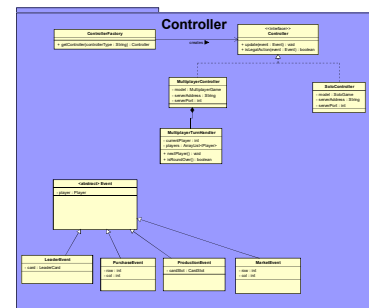 Controller
ControllerFactory
+ getController(controllerType : String) : Controller
creates
<<Interface>>
Controller
+ update(event : Event) : void
+ isLegalAction(event : Event) : boolean
MultiplayerController
- model : MultiplayerGame
- serverAddress : String
- serverPort : int
SoloController
- model : SoloGame
- serverAddress : String
- serverPort : int
MultiplayerTurnHandler
- currentPlayer : int
- players : ArrayList<Player>
+ nextPlayer() : void
+ isRoundOver() : boolean
<abstract> Event
- player : Player
LeaderEvent
- card : LeaderCard
PurchaseEvent
- row : int
- col : int
ProductionEvent
- cardSlot : CardSlot
MarketEvent
- row : int
- col : int